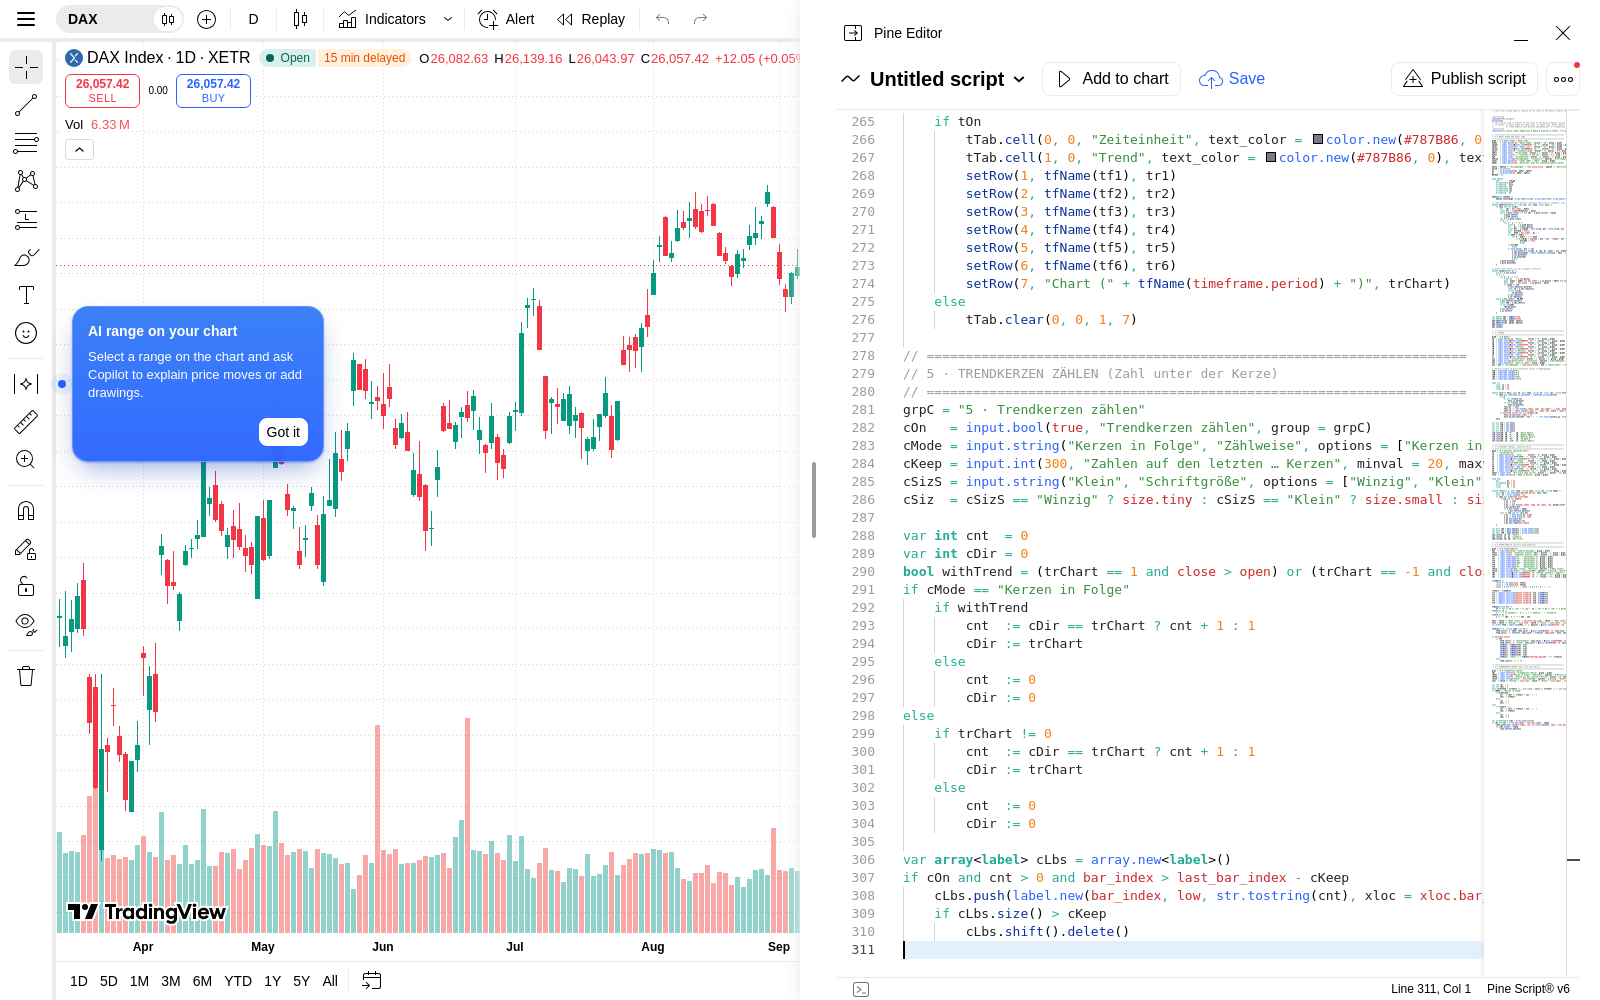 DAX
D
Indicators
Alert
Replay
DAX Index · 1D · XETR
Open
15 min delayed
O26,082.63 H26,139.16 L26,043.97 C26,057.42 +12.05 (+0.05%
26,057.42
SELL
0.00
26,057.42
BUY
Vol 6.33 M
AI range on your chart
Select a range on the chart and ask
Copilot to explain price moves or add
drawings.
Got it
TradingView
Apr May Jun Jul Aug Sep
1D 5D 1M 3M 6M YTD 1Y 5Y All
Pine Editor
Untitled script
Add to chart
Save
Publish script
265 if tOn
266 tTab.cell(0, 0, "Zeiteinheit", text_color = color.new(#787B86, 0
267 tTab.cell(1, 0, "Trend", text_color = color.new(#787B86, 0), tex
268 setRow(1, tfName(tf1), tr1)
269 setRow(2, tfName(tf2), tr2)
270 setRow(3, tfName(tf3), tr3)
271 setRow(4, tfName(tf4), tr4)
272 setRow(5, tfName(tf5), tr5)
273 setRow(6, tfName(tf6), tr6)
274 setRow(7, "Chart (" + tfName(timeframe.period) + ")", trChart)
275 else
276 tTab.clear(0, 0, 1, 7)
277
278 // =====================================================================
279 // 5 · TRENDKERZEN ZÄHLEN (Zahl unter der Kerze)
280 // =====================================================================
281 grpC = "5 · Trendkerzen zählen"
282 cOn = input.bool(true, "Trendkerzen zählen", group = grpC)
283 cMode = input.string("Kerzen in Folge", "Zählweise", options = ["Kerzen in
284 cKeep = input.int(300, "Zahlen auf den letzten … Kerzen", minval = 20, max
285 cSizS = input.string("Klein", "Schriftgröße", options = ["Winzig", "Klein"
286 cSiz = cSizS == "Winzig" ? size.tiny : cSizS == "Klein" ? size.small : si
287
288 var int cnt = 0
289 var int cDir = 0
290 bool withTrend = (trChart == 1 and close > open) or (trChart == -1 and clo
291 if cMode == "Kerzen in Folge"
292 if withTrend
293 cnt := cDir == trChart ? cnt + 1 : 1
294 cDir := trChart
295 else
296 cnt := 0
297 cDir := 0
298 else
299 if trChart != 0
300 cnt := cDir == trChart ? cnt + 1 : 1
301 cDir := trChart
302 else
303 cnt := 0
304 cDir := 0
305
306 var array<label> cLbs = array.new<label>()
307 if cOn and cnt > 0 and bar_index > last_bar_index - cKeep
308 cLbs.push(label.new(bar_index, low, str.tostring(cnt), xloc = xloc.bar_
309 if cLbs.size() > cKeep
310 cLbs.shift().delete()
311
Line 311, Col 1 Pine Script® v6